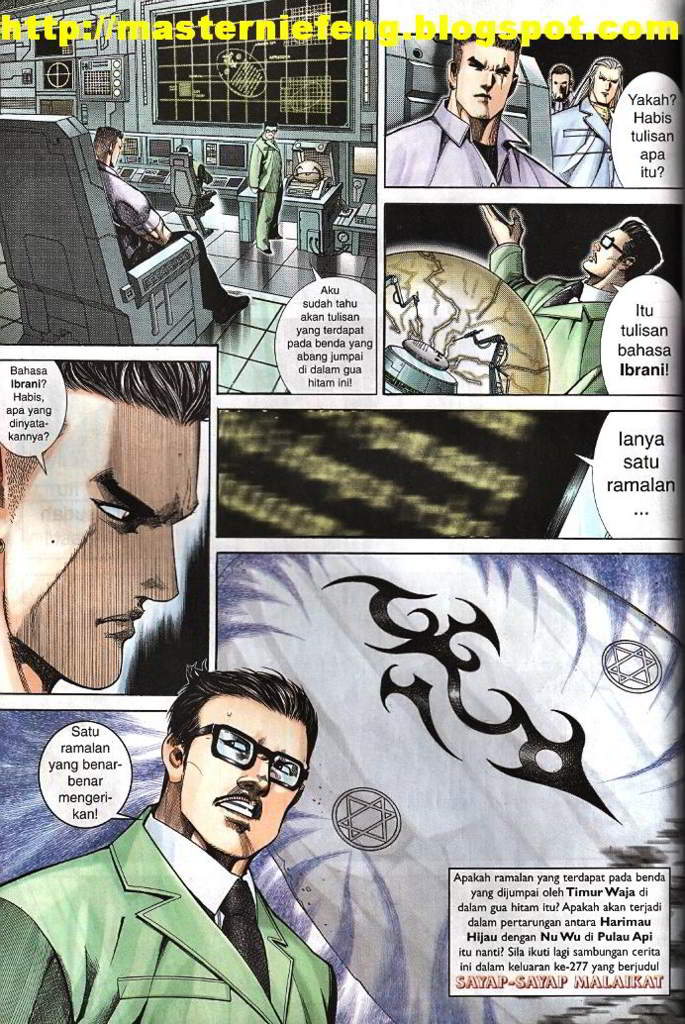 http://masterniefeng.blogspot.com
Aku
sudah tahu
akan tulisan
yang terdapat
pada benda yang
abang jumpai
di dalam gua
hitam ini!
Yakah?
Habis
tulisan
apa
itu?
Itu
tulisan
bahasa
Ibrani!
Bahasa
Ibrani?
Habis,
apa yang
dinyata-
kannya?
Ianya
satu
ramalan
...
Satu
ramalan
yang benar-
benar
mengeri-
kan!
Apakah ramalan yang terdapat pada benda
yang dijumpai oleh Timur Waja di
dalam gua hitam itu? Apakah akan terjadi
dalam pertarungan antara Harimau
Hijau dengan Nu Wu di Pulau Api
itu nanti? Sila ikuti lagi sambungan cerita
ini dalam keluaran ke-277 yang berjudul
SAYAP-SAYAP MALAIKAT